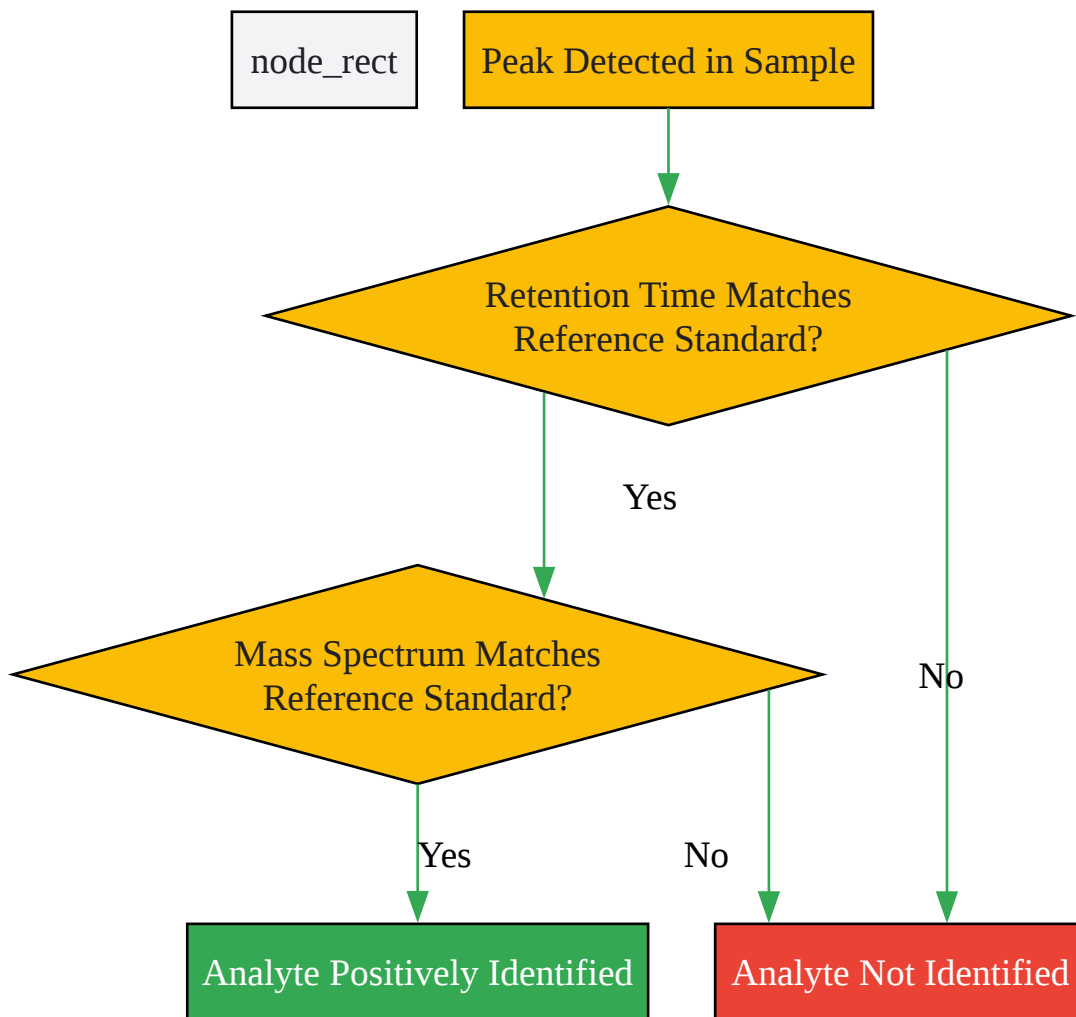 node_rect
Peak Detected in Sample
Retention Time Matches
Reference Standard?
Yes
Mass Spectrum Matches
Reference Standard?
No
Yes
No
Analyte Positively Identified
Analyte Not Identified